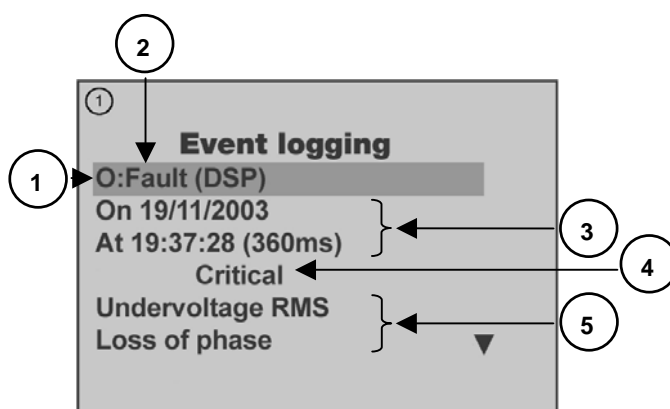 2
①
Event logging
1
O:Fault (DSP)
On 19/11/2003
3
At 19:37:28 (360ms)
4
Critical
Undervoltage RMS
5
Loss of phase